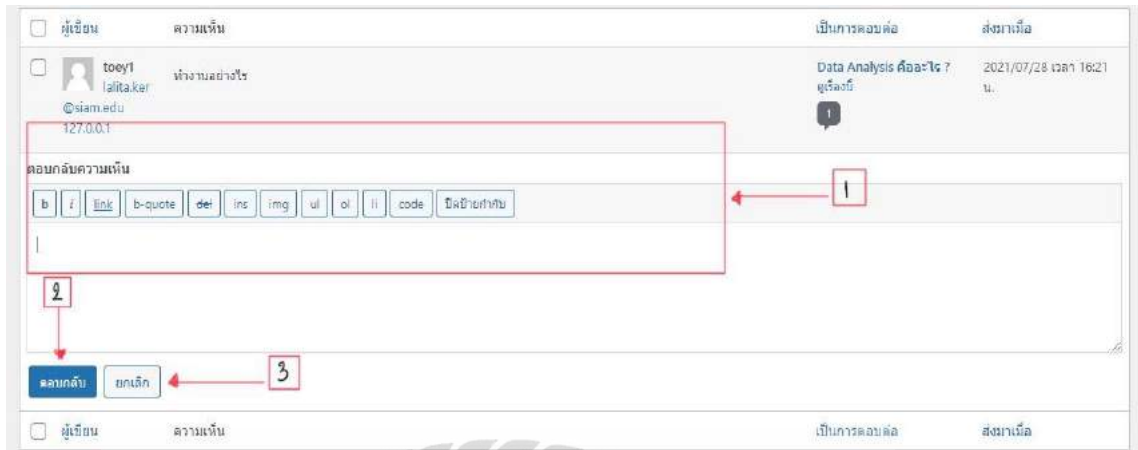 ผู้เขียน ความเห็น เป็นการตอบต่อ ส่งมาเมื่อ
toey1 ทำงานอย่างไร Data Analysis คืออะไร ? 2021/07/28 เวลา 16:21
lalita.ker ดูเรื่องนี้ น.
@siam.edu 1
127.0.0.1
ตอบกลับความเห็น
1
b i link b-quote del ins img ul ol li code ปิดป้ายกำกับ
2
3
ตอบกลับ ยกเลิก
ผู้เขียน ความเห็น เป็นการตอบต่อ ส่งมาเมื่อ